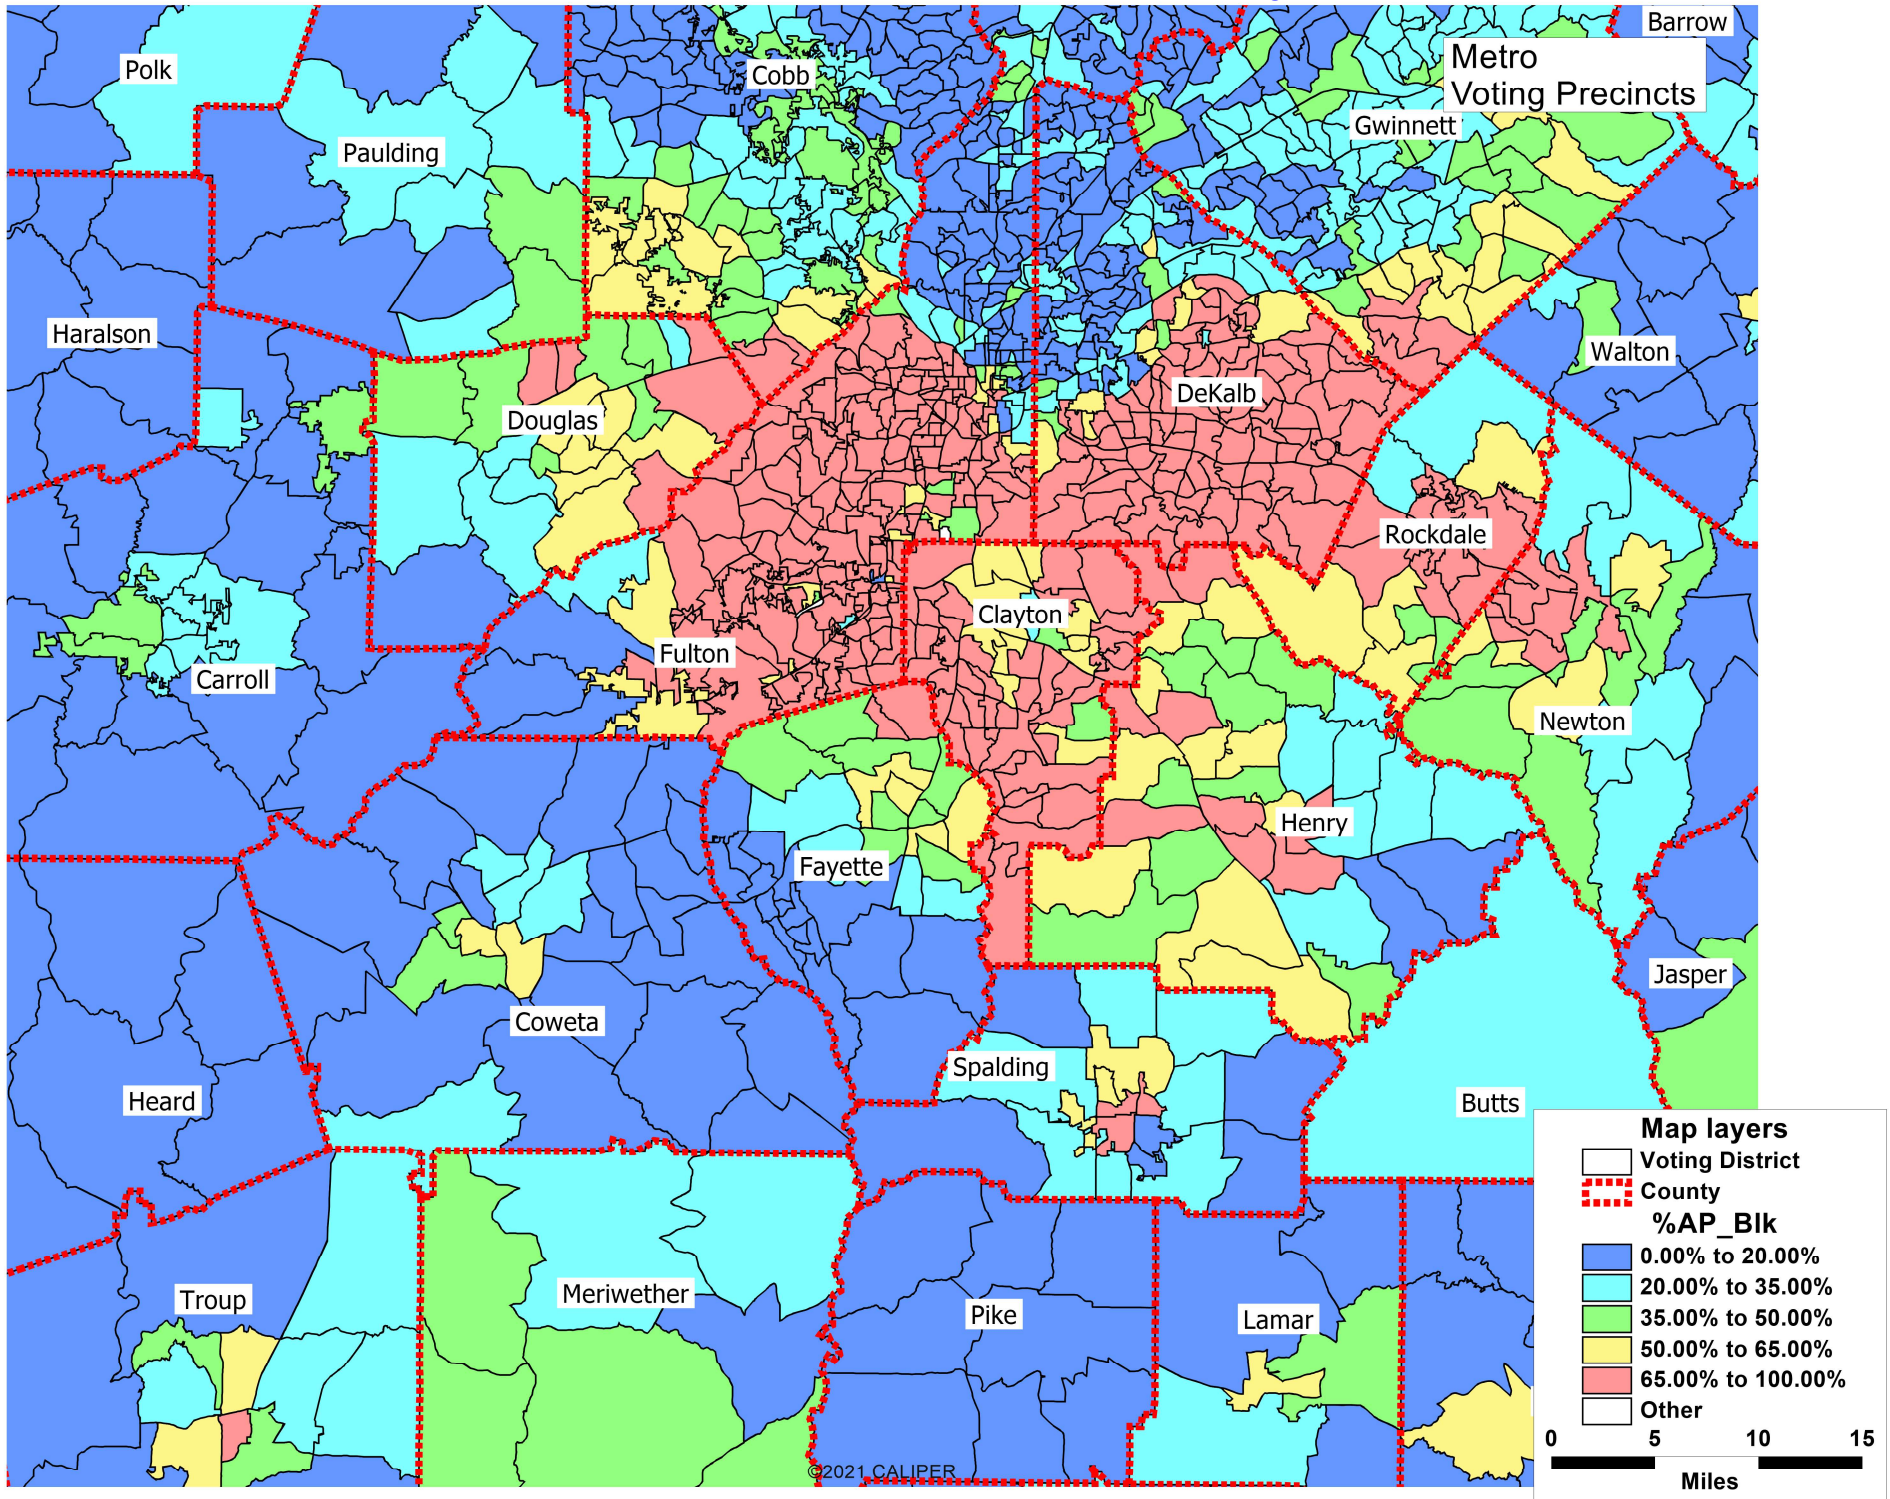 Barrow
Metro
Voting Precincts
Polk
Cobb
Gwinnett
Paulding
Haralson
Walton
DeKalb
Douglas
Rockdale
Clayton
Fulton
Carroll
Newton
Henry
Fayette
Jasper
Coweta
Spalding
Heard
Butts
Map layers
Voting District
County
%AP_Blk
0.00% to 20.00%
20.00% to 35.00%
35.00% to 50.00%
50.00% to 65.00%
65.00% to 100.00%
Other
0 5 10 15
Miles
Troup
Meriwether
Pike
Lamar
©2021 CALIPER